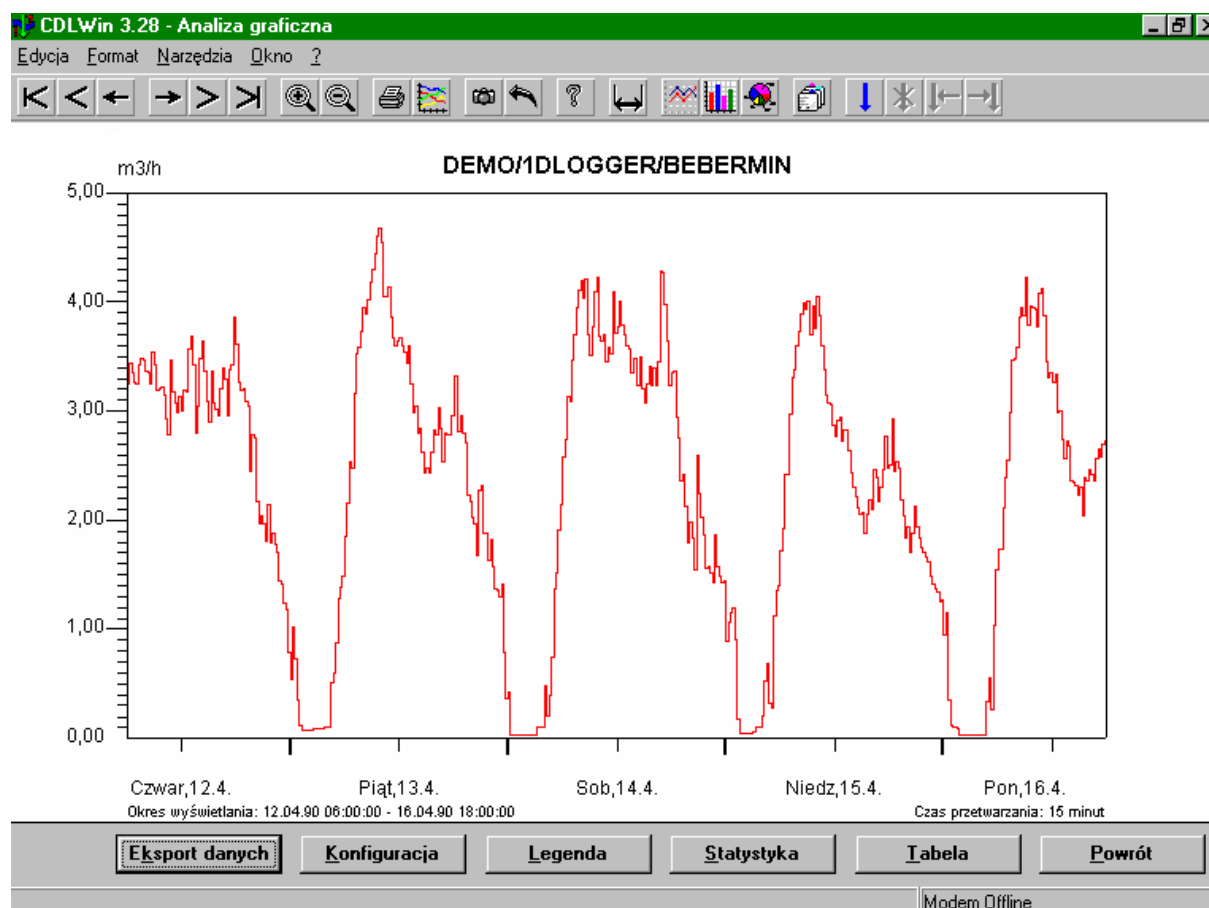 CDLWin 3.28 - Analiza graficzna
Edycja Format Narzędzia Okno ?
DEMO/1DLOGGER/BEBERMIN
m3/h
5,00
4,00
3,00
2,00
1,00
0,00
Czwar,12.4. Piąt,13.4. Sob,14.4. Niedz,15.4. Pon,16.4.
Okres wyświetlania: 12.04.90 06:00:00 - 16.04.90 18:00:00 Czas przetwarzania: 15 minut
Eksport danych Konfiguracja Legenda Statystyka Tabela Powrót
Modem Offline